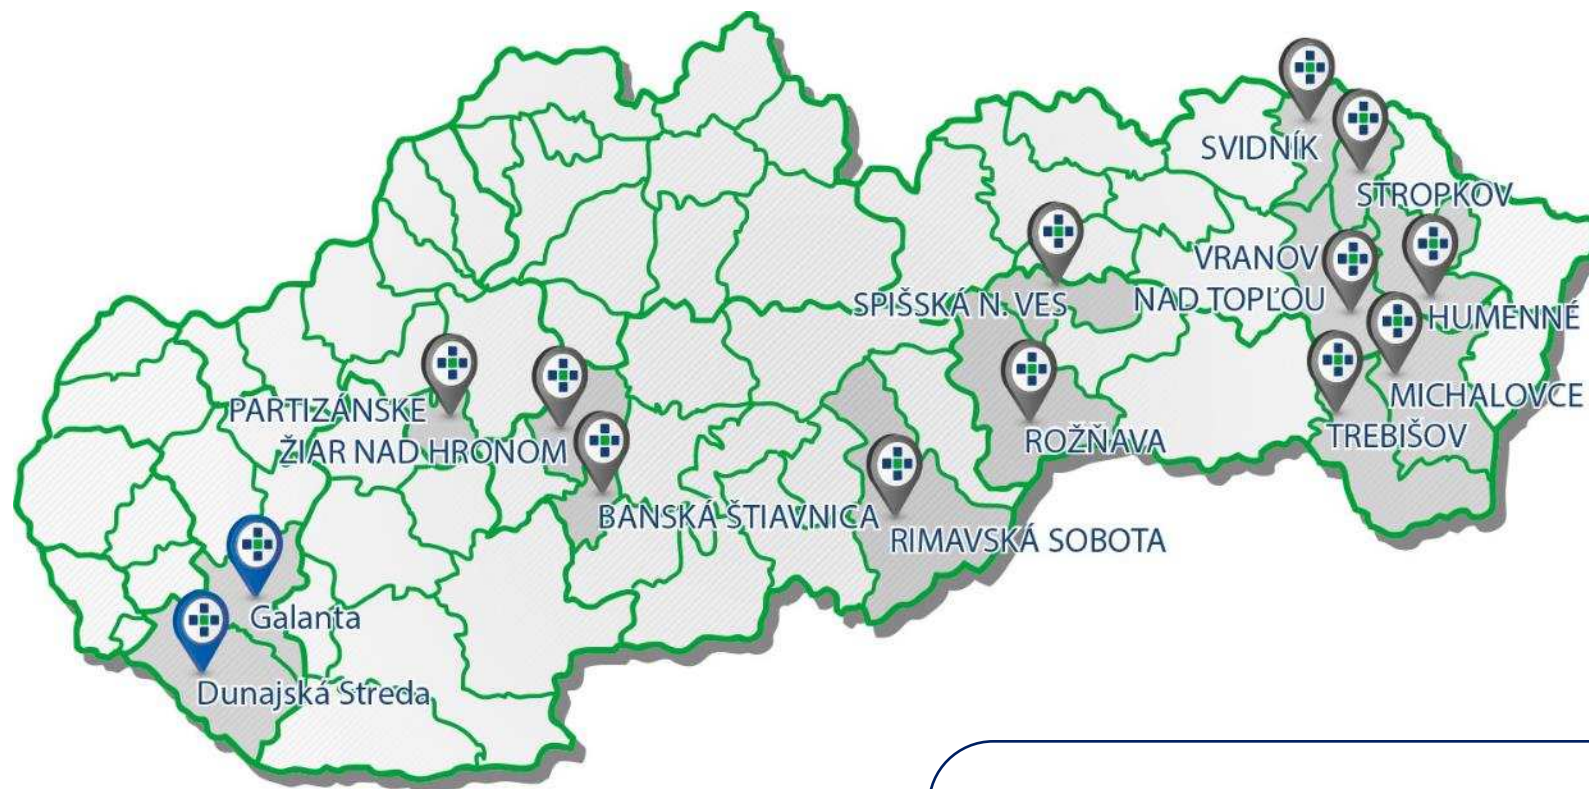 SVIDNÍK
STROPKOV
VRANOV
NAD TOPĽOU
SPIŠSKÁ N. VES
HUMENNÉ
MICHALOVCE
PARTIZÁNSKE
ŽIAR NAD HRONOM
ROŽŇAVA
TREBIŠOV
BANSKÁ ŠTIAVNICA
RIMAVSKÁ SOBOTA
Galanta
Dunajská Streda